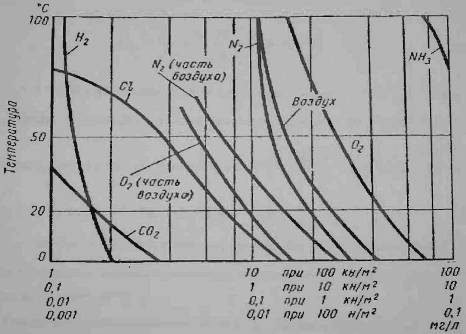 °C
100
50
20
0
Температура
H₂
Cl
N₂ (часть
воздуха)
N₂
NH₃
Воздух
O₂
O₂ (часть
воздуха)
CO₂
1 10 при 100 кн/м² 100
0,1 1 при 10 кн/м² 10
0,01 0,1 при 1 кн/м² 1
0,001 0,01 при 100 н/м² 0,1
мг/л